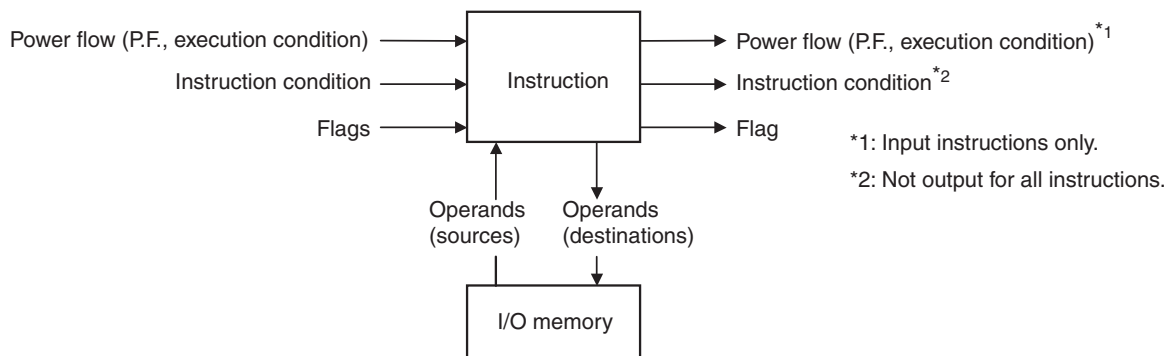 Power flow (P.F., execution condition)
Instruction condition
Flags
Instruction
Power flow (P.F., execution condition)*1
Instruction condition*2
Flag
*1: Input instructions only.
*2: Not output for all instructions.
Operands
(sources)
Operands
(destinations)
I/O memory